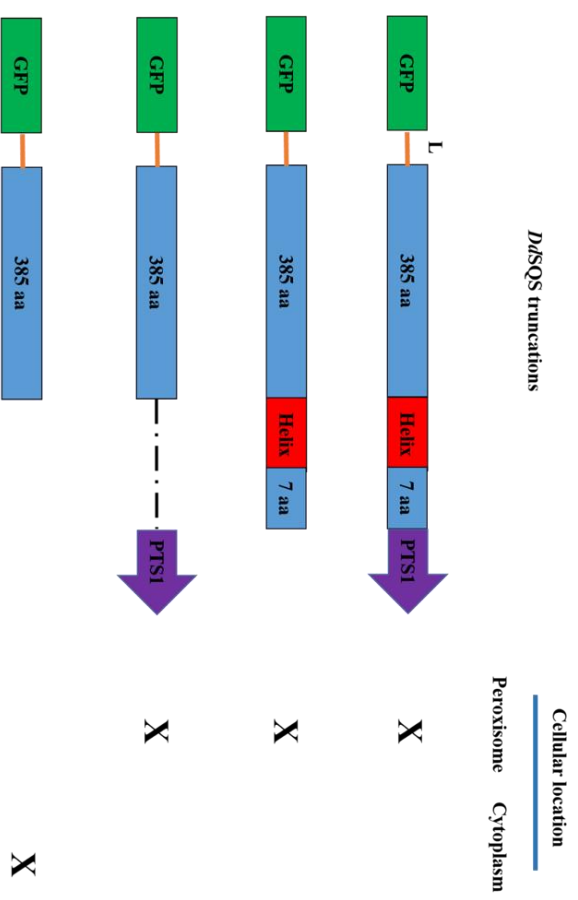 DdSQS truncations
Cellular location
Peroxisome Cytoplasm
L
GFP 385 aa Helix 7 aa PTS1 X
GFP 385 aa Helix 7 aa X
GFP 385 aa PTS1 X
GFP 385 aa X